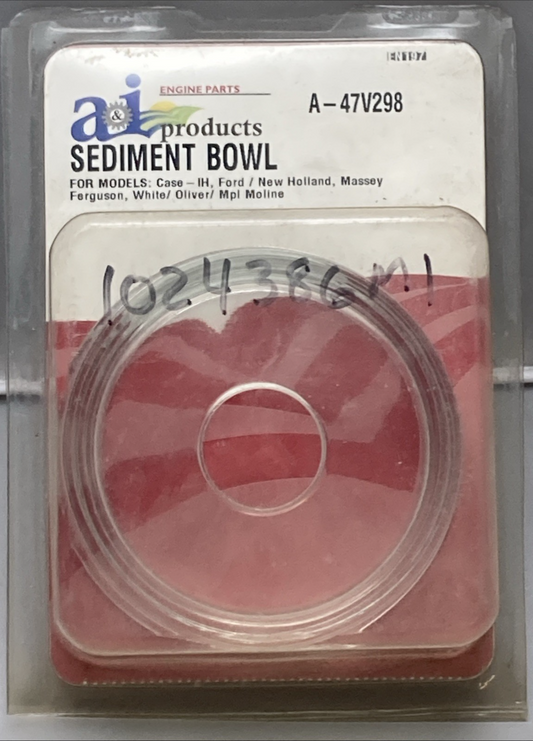 EN197
ENGINE PARTS
A-47V298
a&i products
SEDIMENT BOWL
FOR MODELS: Case - IH, Ford / New Holland, Massey
Ferguson, White/ Oliver/ Mpl Moline
1024386M1